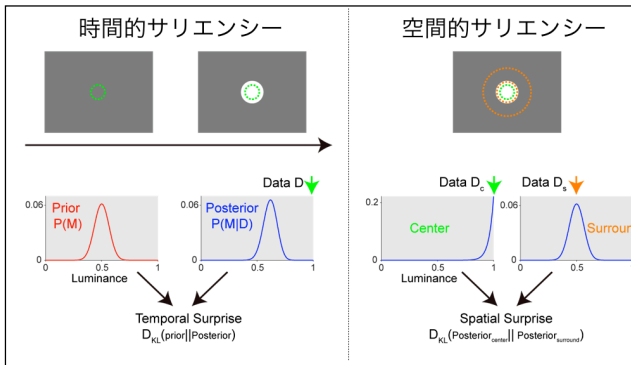 時間的サリエンシー
Data D
0.06
Prior
P(M)
0
0.5
1
Luminance
0.06
Posterior
P(M|D)
0
0.5
1
Temporal Surprise
DKL(prior||Posterior)
空間的サリエンシー
Data Dc
0.2
Center
0
0.5
1
Luminance
Data Ds
0.06
Surroun
0
0.5
Spatial Surprise
DKL(Posteriorcenter||Posteriorsurround)